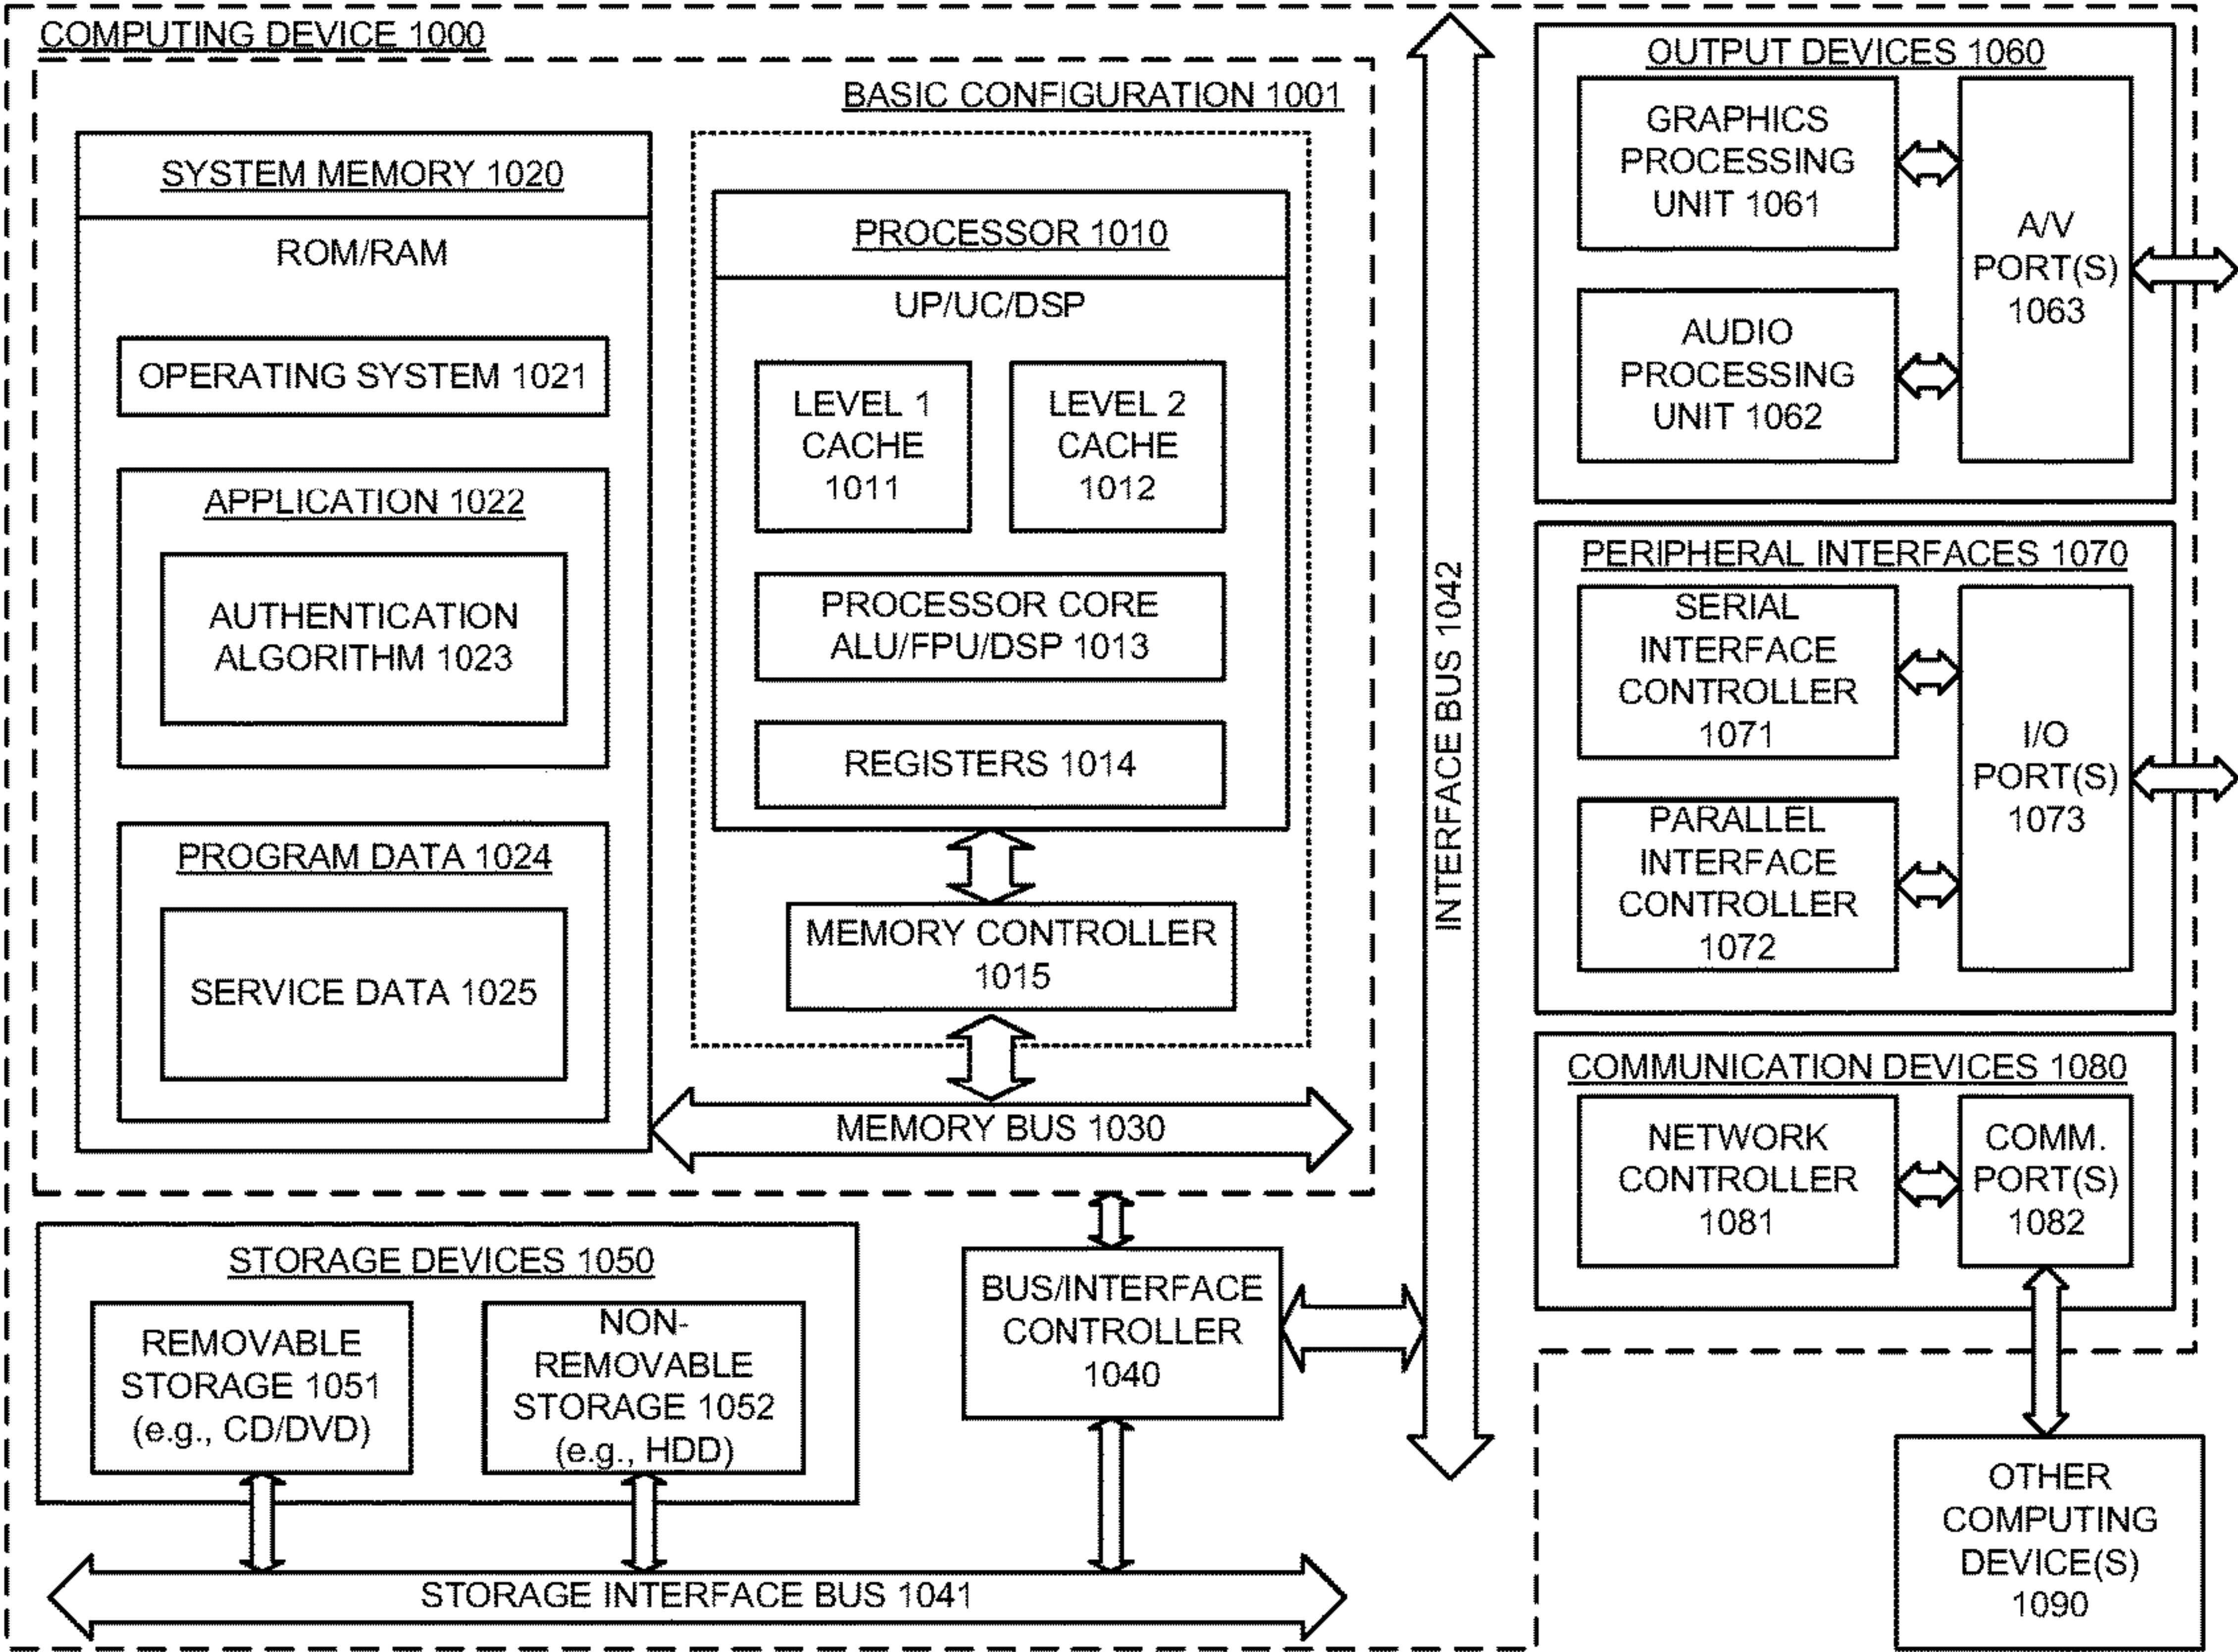 COMPUTING DEVICE 1000
BASIC CONFIGURATION 1001
SYSTEM MEMORY 1020
ROM/RAM
OPERATING SYSTEM 1021
APPLICATION 1022
AUTHENTICATION
ALGORITHM 1023
PROGRAM DATA 1024
SERVICE DATA 1025
PROCESSOR 1010
UP/UC/DSP
LEVEL 1
CACHE
1011
LEVEL 2
CACHE
1012
PROCESSOR CORE
ALU/FPU/DSP 1013
REGISTERS 1014
MEMORY CONTROLLER
1015
MEMORY BUS 1030
INTERFACE BUS 1042
OUTPUT DEVICES 1060
GRAPHICS
PROCESSING
UNIT 1061
AUDIO
PROCESSING
UNIT 1062
A/V
PORT(S)
1063
PERIPHERAL INTERFACES 1070
SERIAL
INTERFACE
CONTROLLER
1071
PARALLEL
INTERFACE
CONTROLLER
1072
I/O
PORT(S)
1073
COMMUNICATION DEVICES 1080
NETWORK
CONTROLLER
1081
COMM.
PORT(S)
1082
STORAGE DEVICES 1050
REMOVABLE
STORAGE 1051
(e.g., CD/DVD)
NON-
REMOVABLE
STORAGE 1052
(e.g., HDD)
BUS/INTERFACE
CONTROLLER
1040
STORAGE INTERFACE BUS 1041
OTHER
COMPUTING
DEVICE(S)
1090